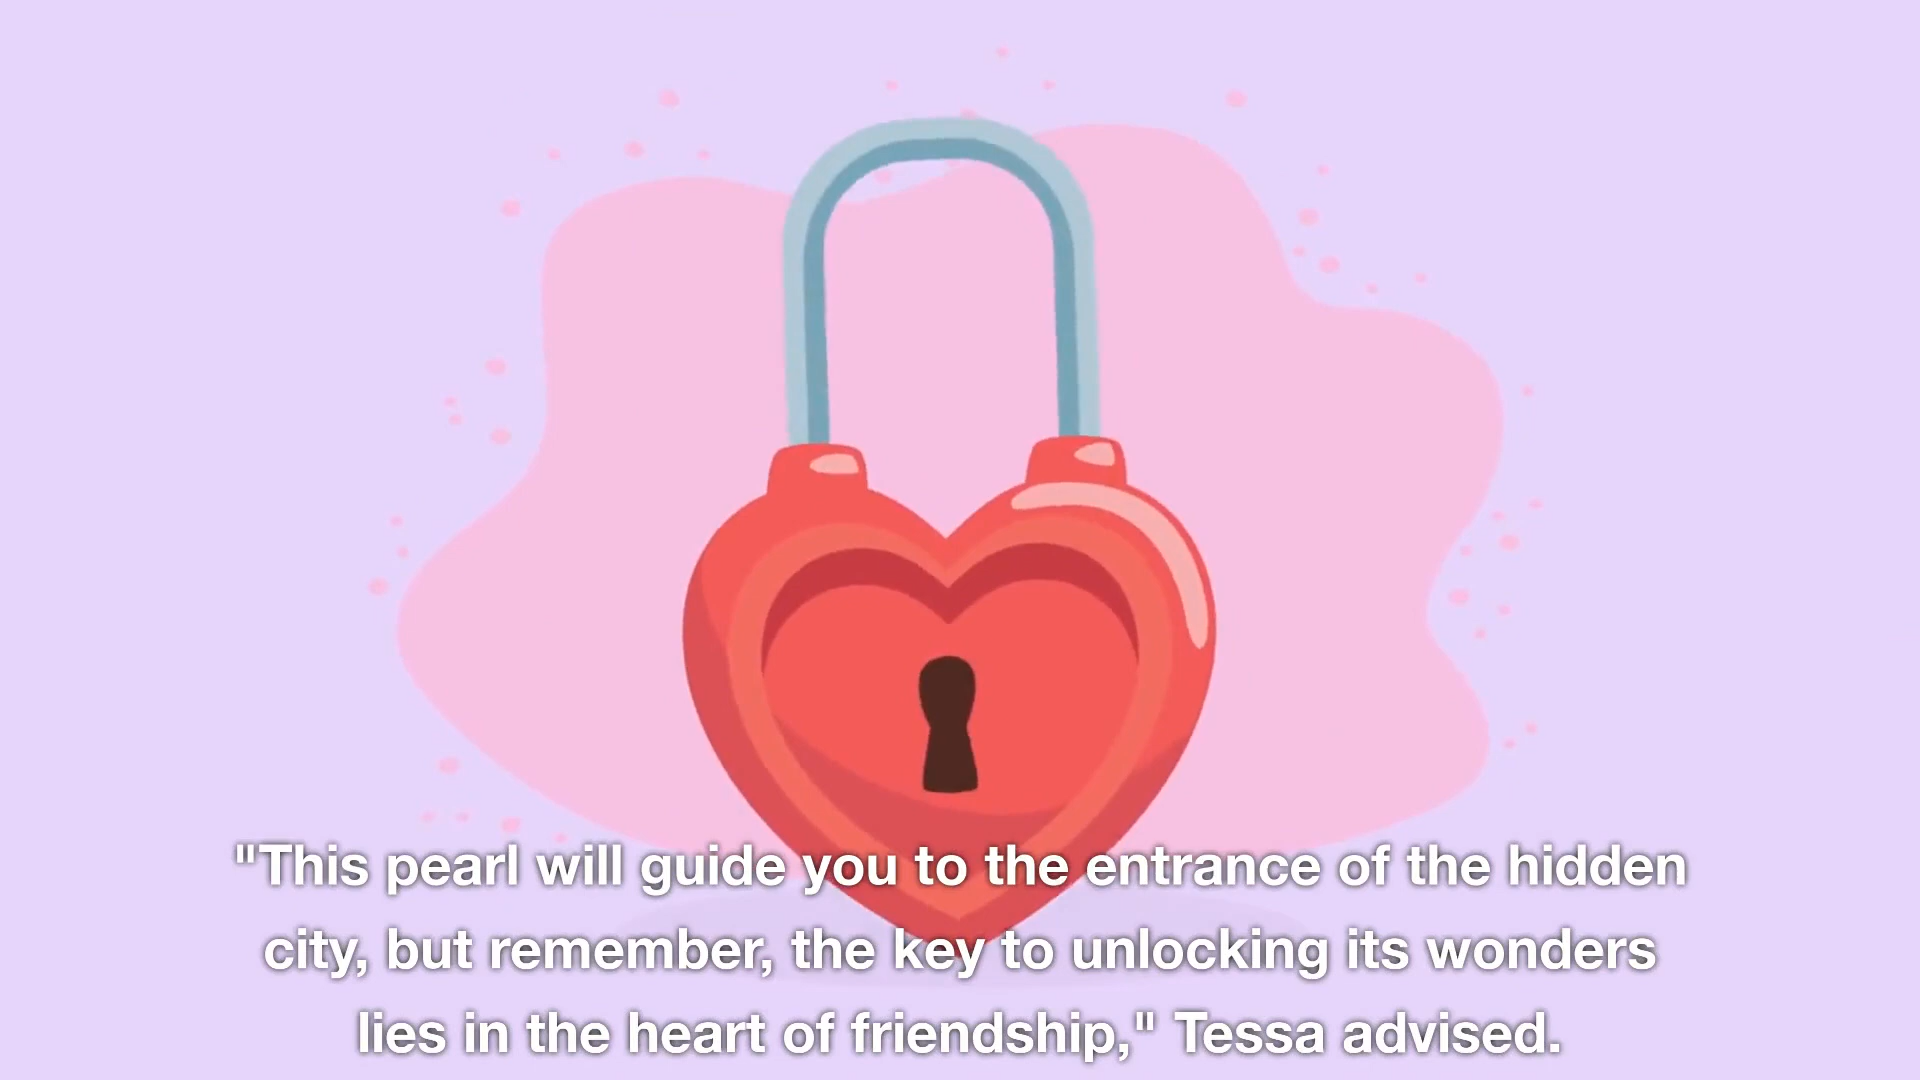 "This pearl will guide you to the entrance of the hidden
city, but remember, the key to unlocking its wonders
lies in the heart of friendship," Tessa advised.